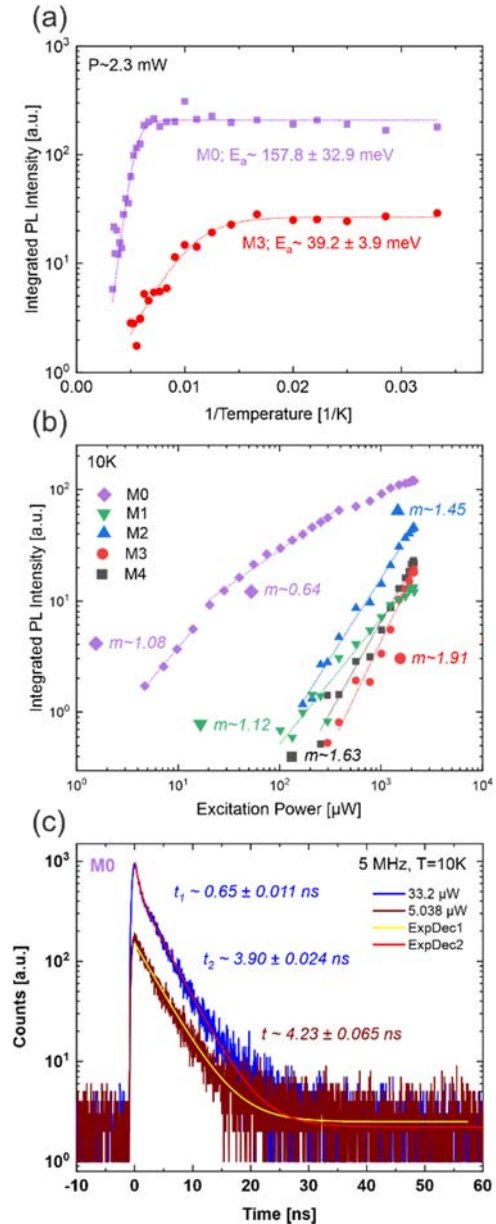 (a)
P~2.3 mW
Integrated PL Intensity [a.u.]
10³
10²
10¹
10⁰
M0; Eₐ~ 157.8 ± 32.9 meV
M3; Eₐ~ 39.2 ± 3.9 meV
0.00 0.01 0.02 0.03
1/Temperature [1/K]
(b)
10K
Integrated PL Intensity [a.u.]
10²
10¹
10⁰
M0
M1
M2
M3
M4
m~1.45
m~0.64
m~1.08
m~1.91
m~1.12
m~1.63
10⁰ 10¹ 10² 10³ 10⁴
Excitation Power [µW]
(c)
M0
5 MHz, T=10K
33.2 µW
5.038 µW
ExpDec1
ExpDec2
t₁ ~ 0.65 ± 0.011 ns
t₂ ~ 3.90 ± 0.024 ns
t ~ 4.23 ± 0.065 ns
Counts [a.u.]
10³
10²
10¹
10⁰
-10 0 10 20 30 40 50 60
Time [ns]